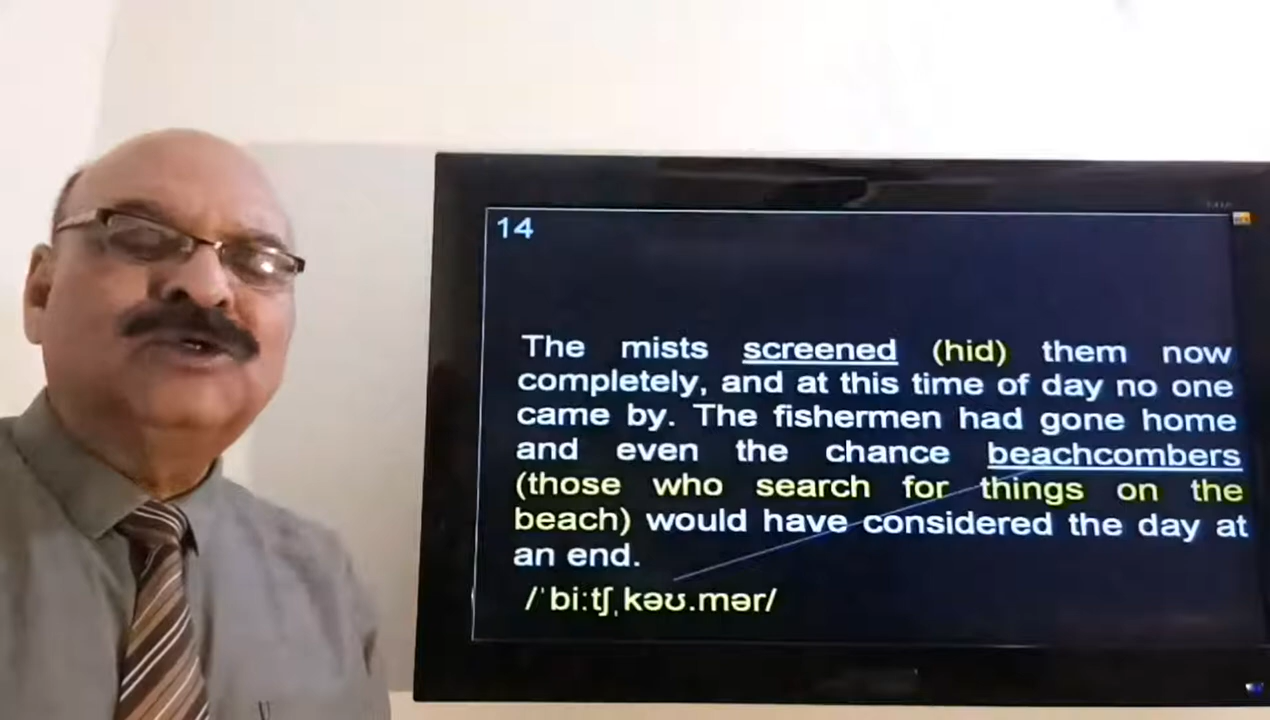 14
The mists screened (hid) them now
completely, and at this time of day no one
came by. The fishermen had gone home
and even the chance beachcombers
(those who search for things on the
beach) would have considered the day at
an end.
/ˈbiːtʃˌkəʊ.mər/